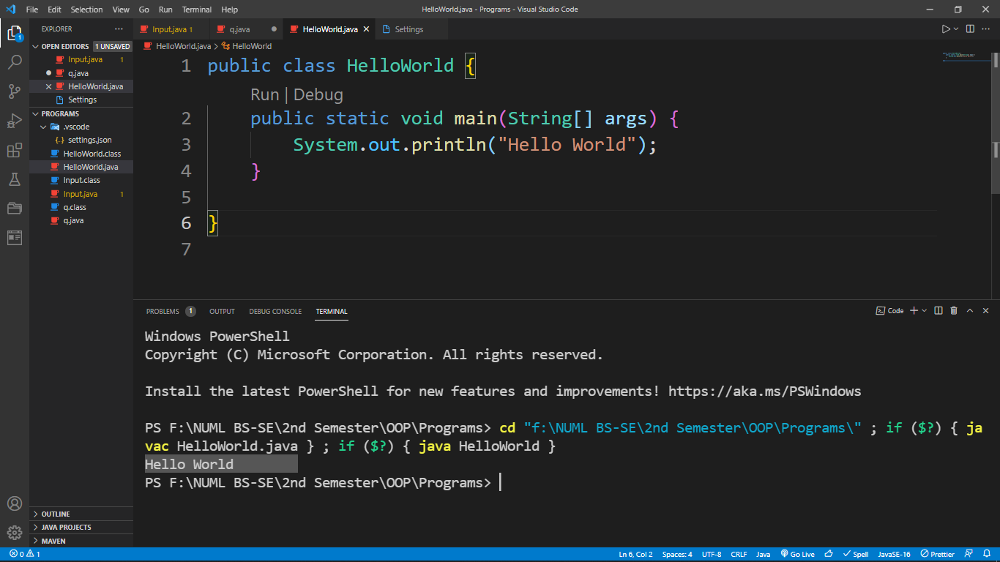 File Edit Selection View Go Run Terminal Help HelloWorld.java - Programs - Visual Studio Code
EXPLORER
1
OPEN EDITORS 1 UNSAVED
Input.java 1
q.java
HelloWorld.java
Settings
PROGRAMS
.vscode
{.} settings.json
HelloWorld.class
HelloWorld.java
Input.class
Input.java 1
q.class
q.java
OUTLINE
JAVA PROJECTS
MAVEN
Input.java 1 q.java HelloWorld.java Settings
HelloWorld.java > HelloWorld
1 public class HelloWorld {
Run | Debug
2 public static void main(String[] args) {
3 System.out.println("Hello World");
4 }
5
6 }
7
PROBLEMS 1 OUTPUT DEBUG CONSOLE TERMINAL Code
Windows PowerShell
Copyright (C) Microsoft Corporation. All rights reserved.
Install the latest PowerShell for new features and improvements! https://aka.ms/PSWindows
PS F:\NUML BS-SE\2nd Semester\OOP\Programs> cd "f:\NUML BS-SE\2nd Semester\OOP\Programs\" ; if ($?) { ja
vac HelloWorld.java } ; if ($?) { java HelloWorld }
Hello World
PS F:\NUML BS-SE\2nd Semester\OOP\Programs>
0 1 Ln 6, Col 2 Spaces: 4 UTF-8 CRLF Java Go Live Spell JavaSE-16 Prettier